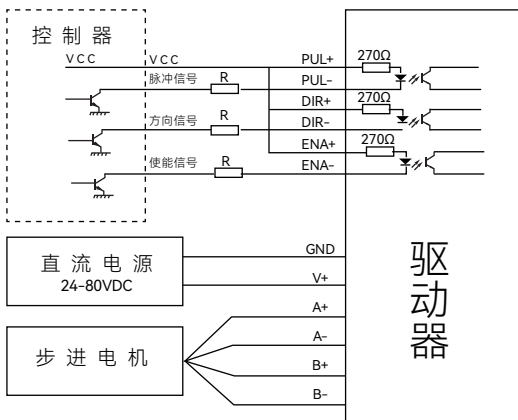 控制器
VCC
VCC
PUL+
270Ω
脉冲信号
R
PUL-
DIR+
270Ω
方向信号
R
DIR-
ENA+
270Ω
使能信号
R
ENA-
直流电源
24-80VDC
GND
V+
步进电机
A+
A-
B+
B-
驱动器